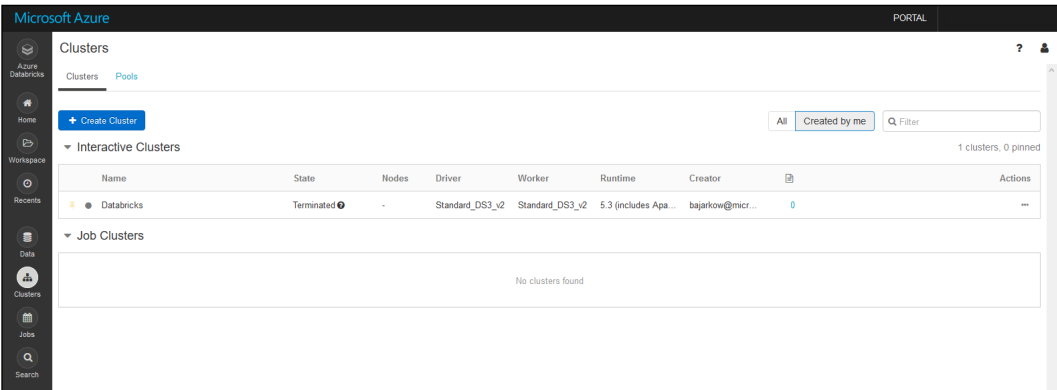 Microsoft Azure
PORTAL
Azure
Databricks
Home
Workspace
Recents
Data
Clusters
Jobs
Search
Clusters
?
Clusters Pools
+ Create Cluster
All Created by me Filter
Interactive Clusters
1 clusters, 0 pinned
Name State Nodes Driver Worker Runtime Creator Actions
Databricks Terminated ? - Standard_DS3_v2 Standard_DS3_v2 5.3 (includes Apa... bajarkow@micr... 0 ...
Job Clusters
No clusters found